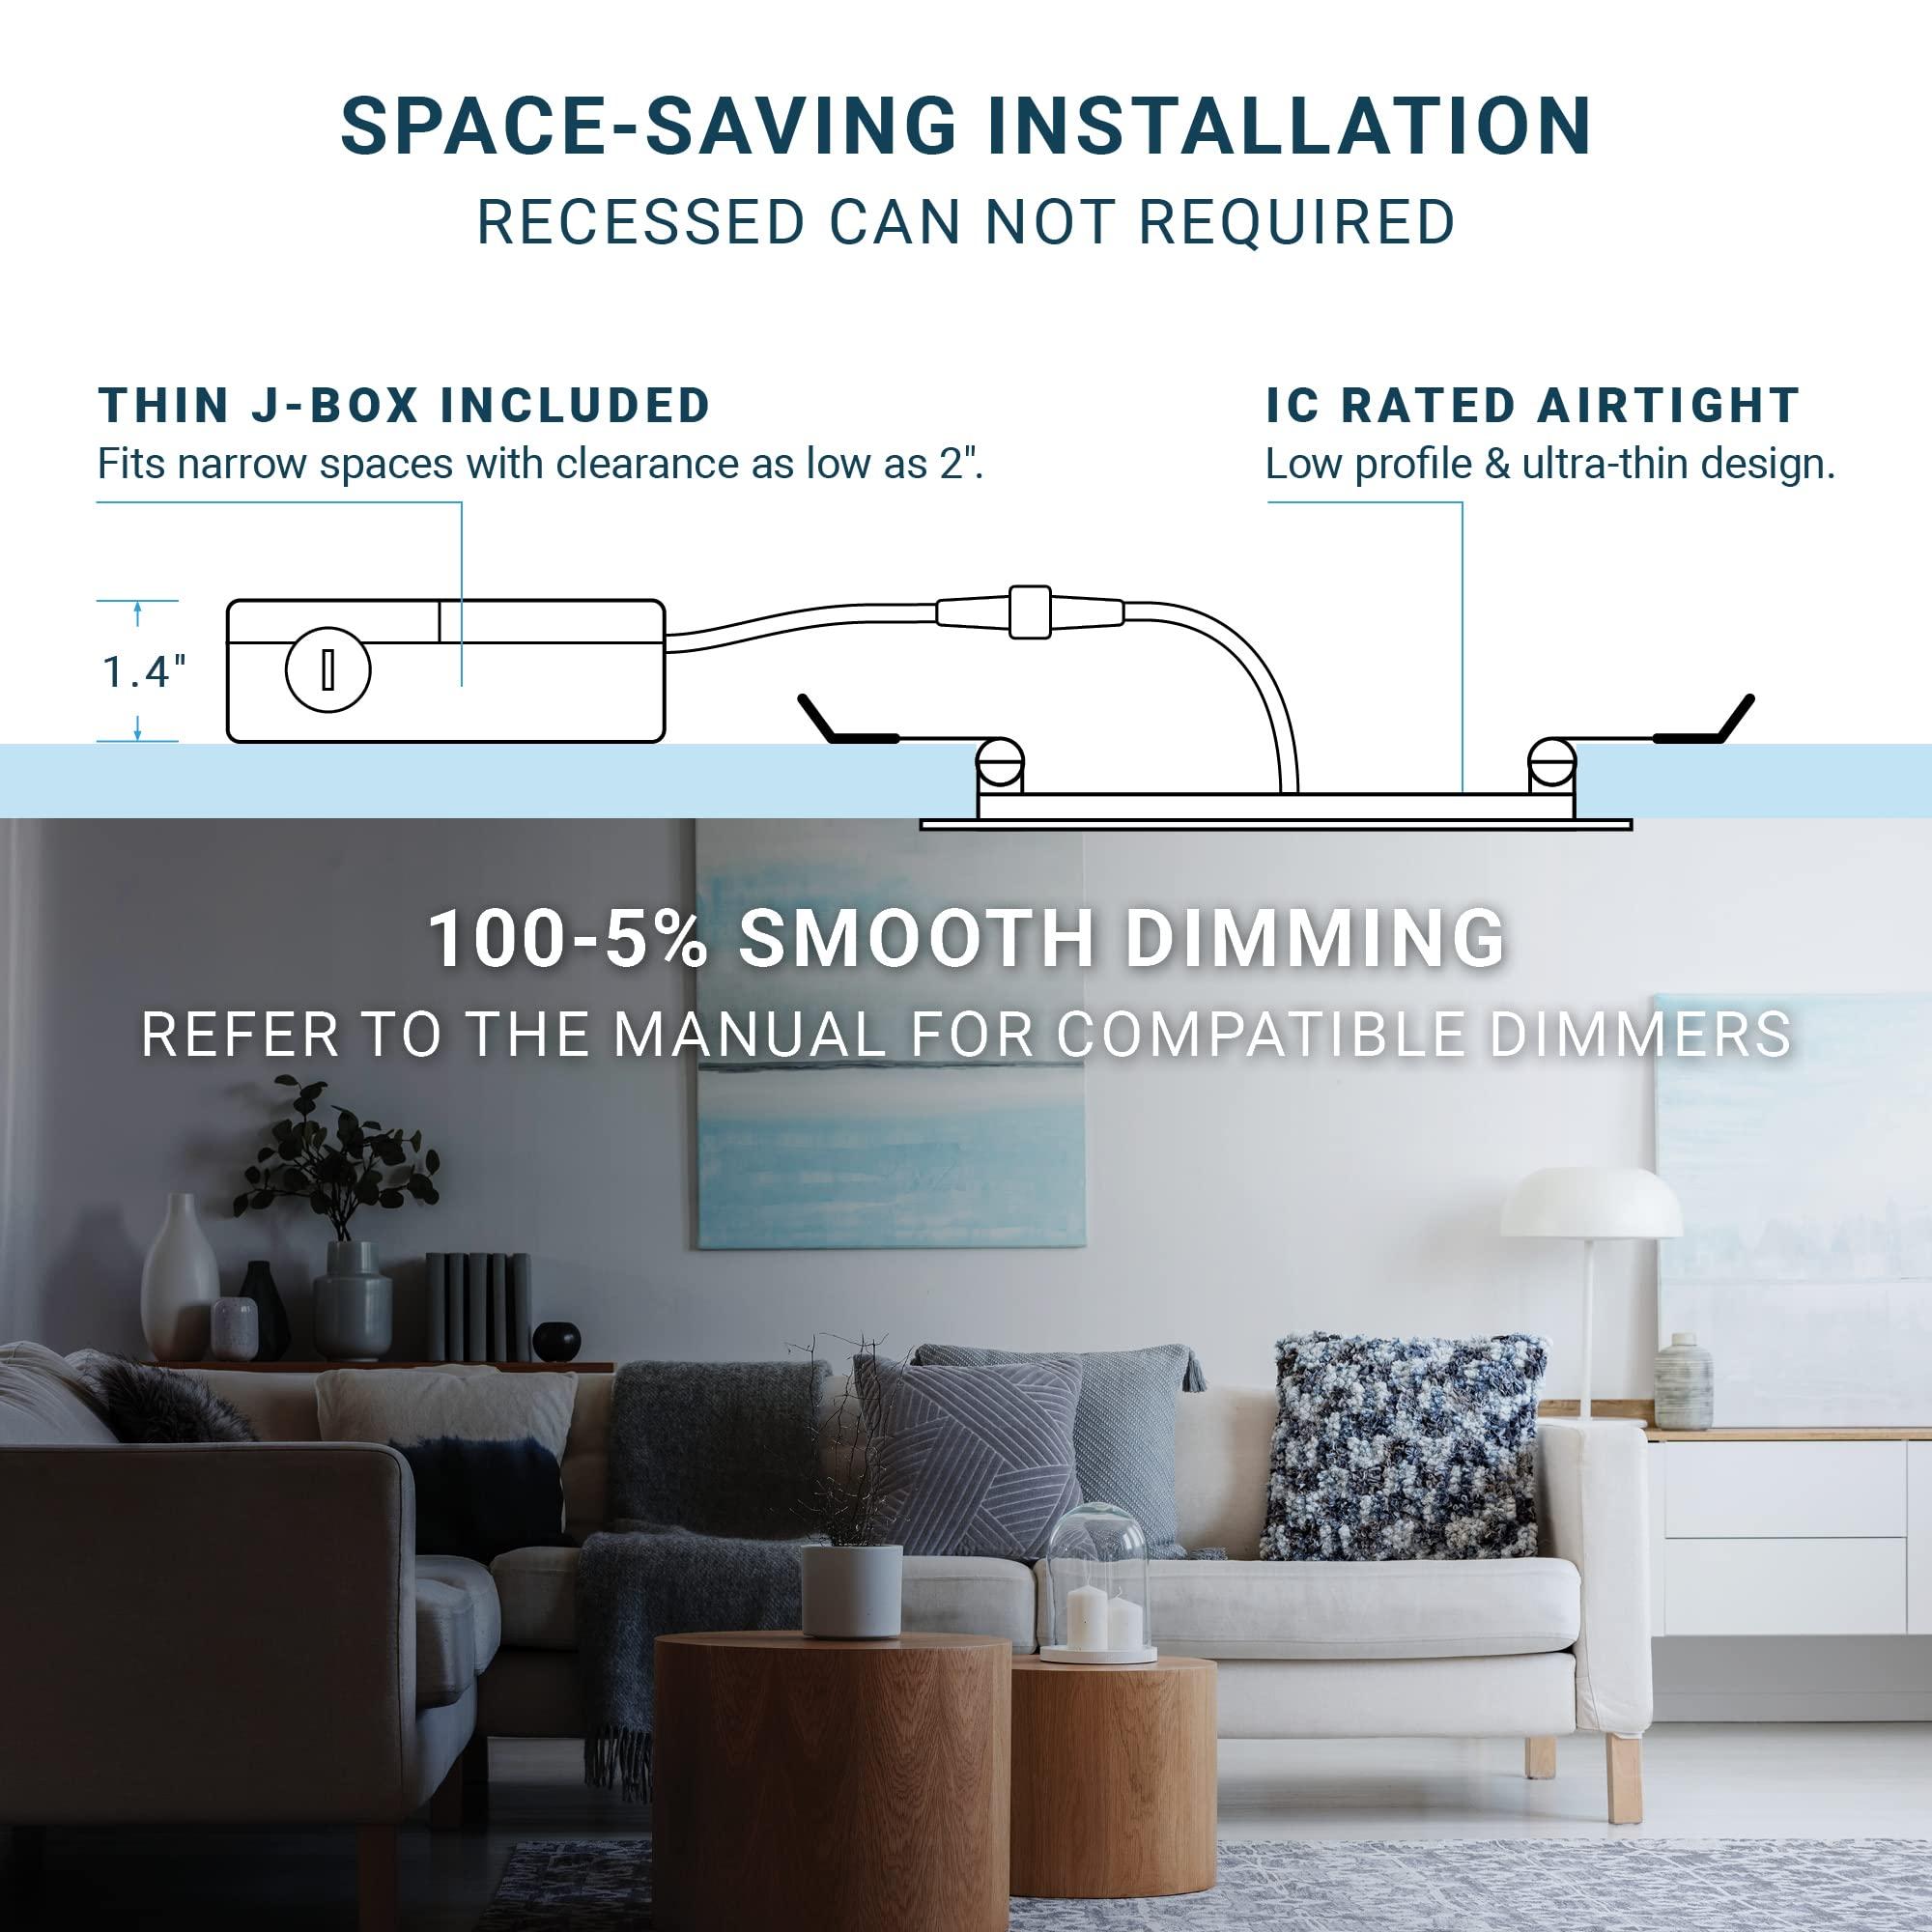 SPACE-SAVING INSTALLATION
RECESSED CAN NOT REQUIRED
THIN J-BOX INCLUDED
Fits narrow spaces with clearance as low as 2".
IC RATED AIRTIGHT
Low profile & ultra-thin design.
1.4"
100-5% SMOOTH DIMMING
REFER TO THE MANUAL FOR COMPATIBLE DIMMERS